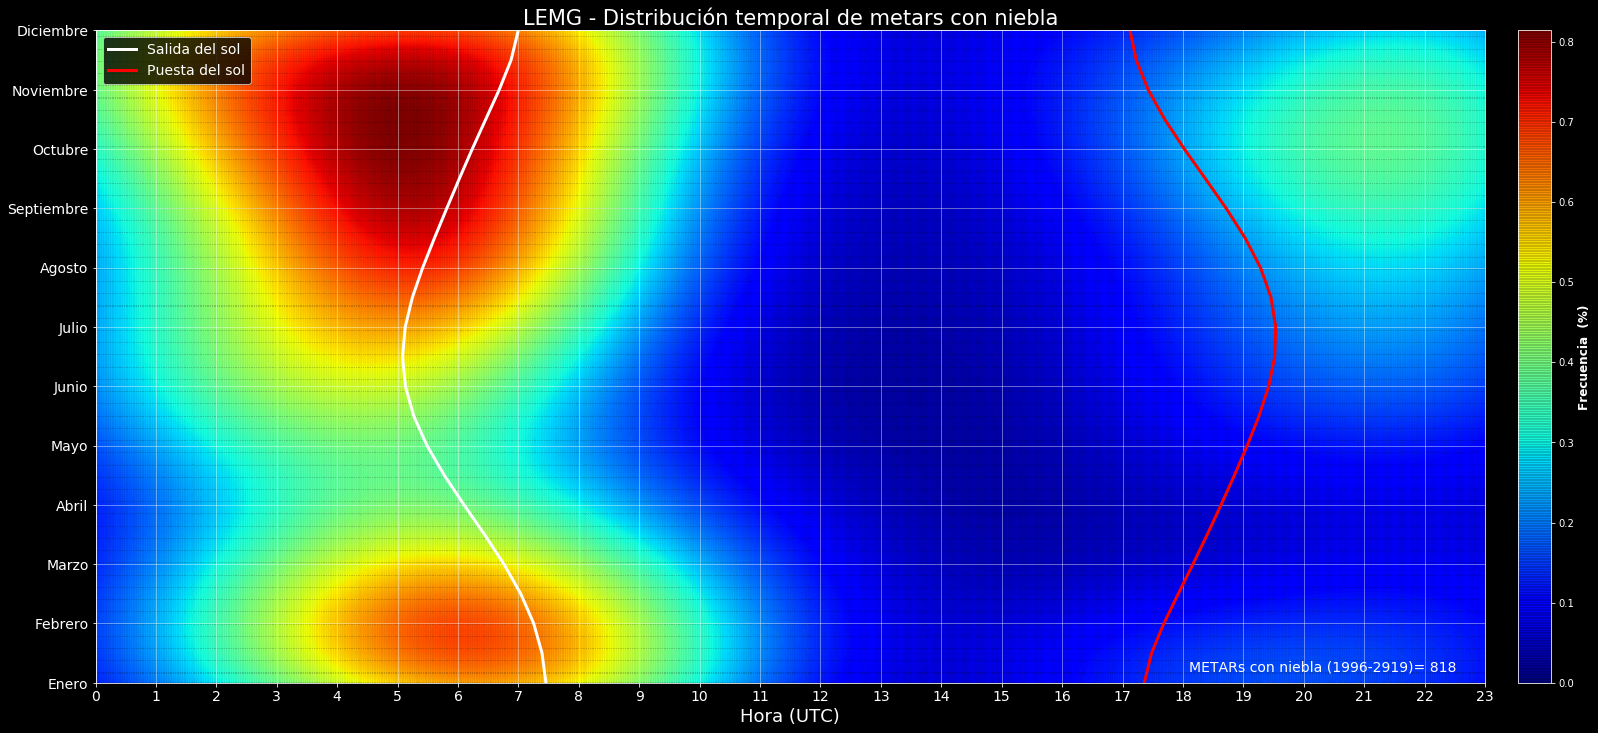 LEMG - Distribución temporal de metars con niebla
Salida del sol
Puesta del sol
Diciembre
Noviembre
Octubre
Septiembre
Agosto
Julio
Junio
Mayo
Abril
Marzo
Febrero
Enero
METARs con niebla (1996-2919)= 818
0 1 2 3 4 5 6 7 8 9 10 11 12 13 14 15 16 17 18 19 20 21 22 23
Hora (UTC)
0.8
0.7
0.6
0.5
0.4
0.3
0.2
0.1
0.0
Frecuencia (%)